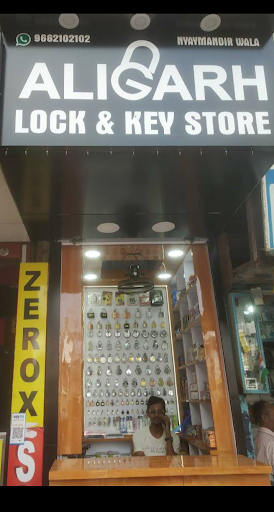 9662102102
NYAYMANDIR WALA
ALIGARH
LOCK & KEY STORE
ZEROX
S